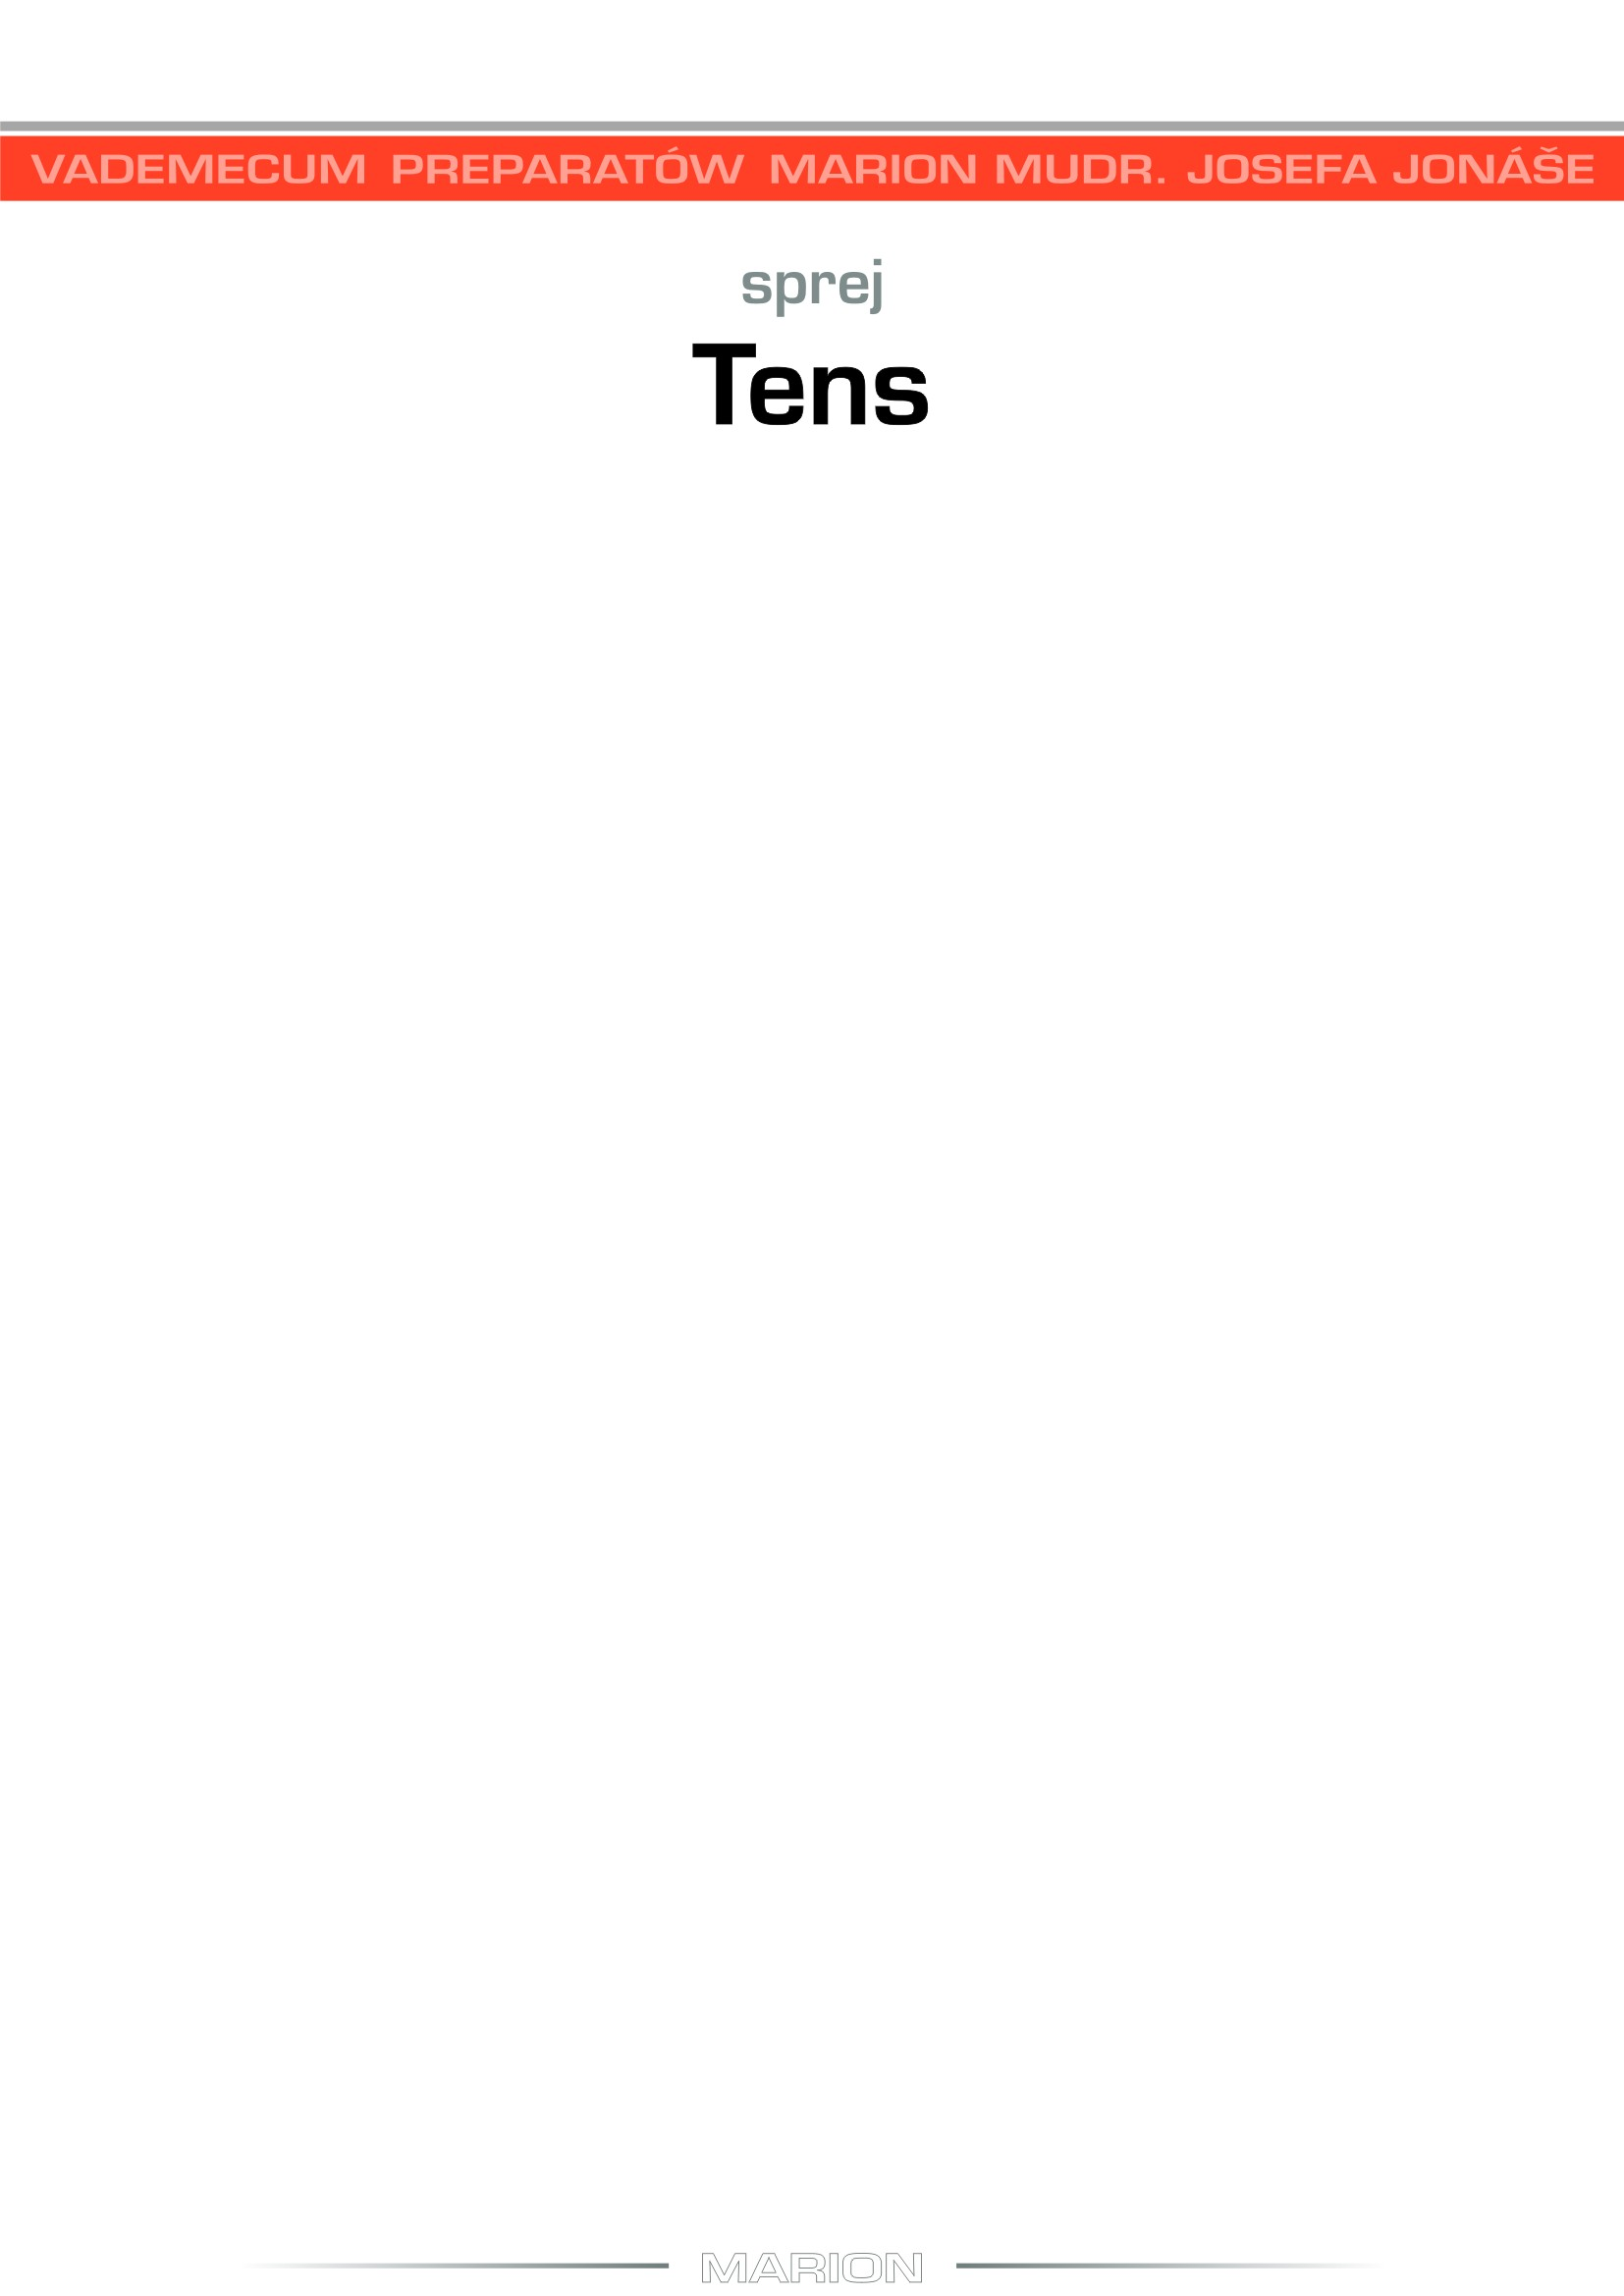 VADEMECUM PREPARATÓW MARION MUDR. JOSEFA JONÁŠE
sprej
Tens
MARION